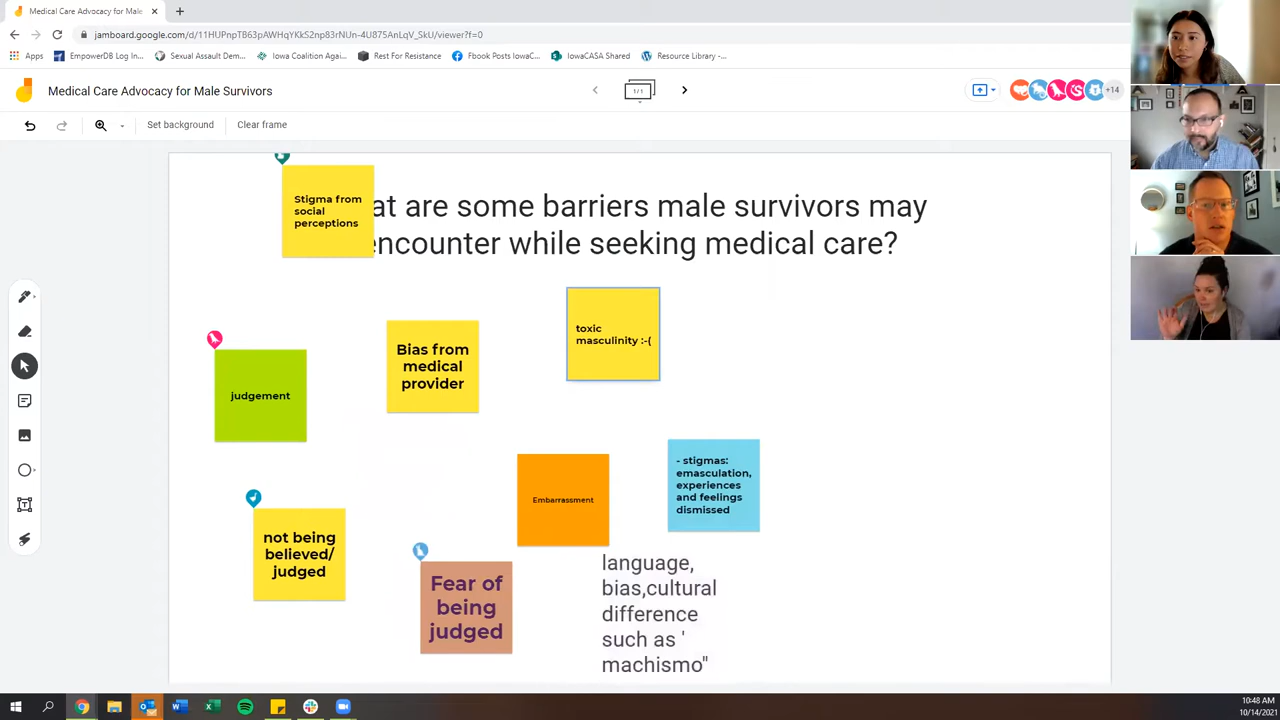 Medical Care Advocacy for Male
jamboard.google.com/d/11HUPnpTB63pAWHqYKkS2np83rNUn-4U875AnLqV_SkU/viewer?f=0
Apps
EmpowerDB Log In...
Sexual Assault Dem...
Iowa Coalition Agai...
Rest For Resistance
Fbook Posts IowaC...
IowaCASA Shared
Resource Library -...
Medical Care Advocacy for Male Survivors
1/1
+14
Set background
Clear frame
Stigma from
social
perceptions
at are some barriers male survivors may
encounter while seeking medical care?
toxic
masculinity :-(
Bias from
medical
provider
judgement
- stigmas:
emasculation,
experiences
and feelings
dismissed
Embarrassment
not being
believed/
judged
Fear of
being
judged
language,
bias,cultural
difference
such as '
machismo"
10:48 AM
10/14/2021